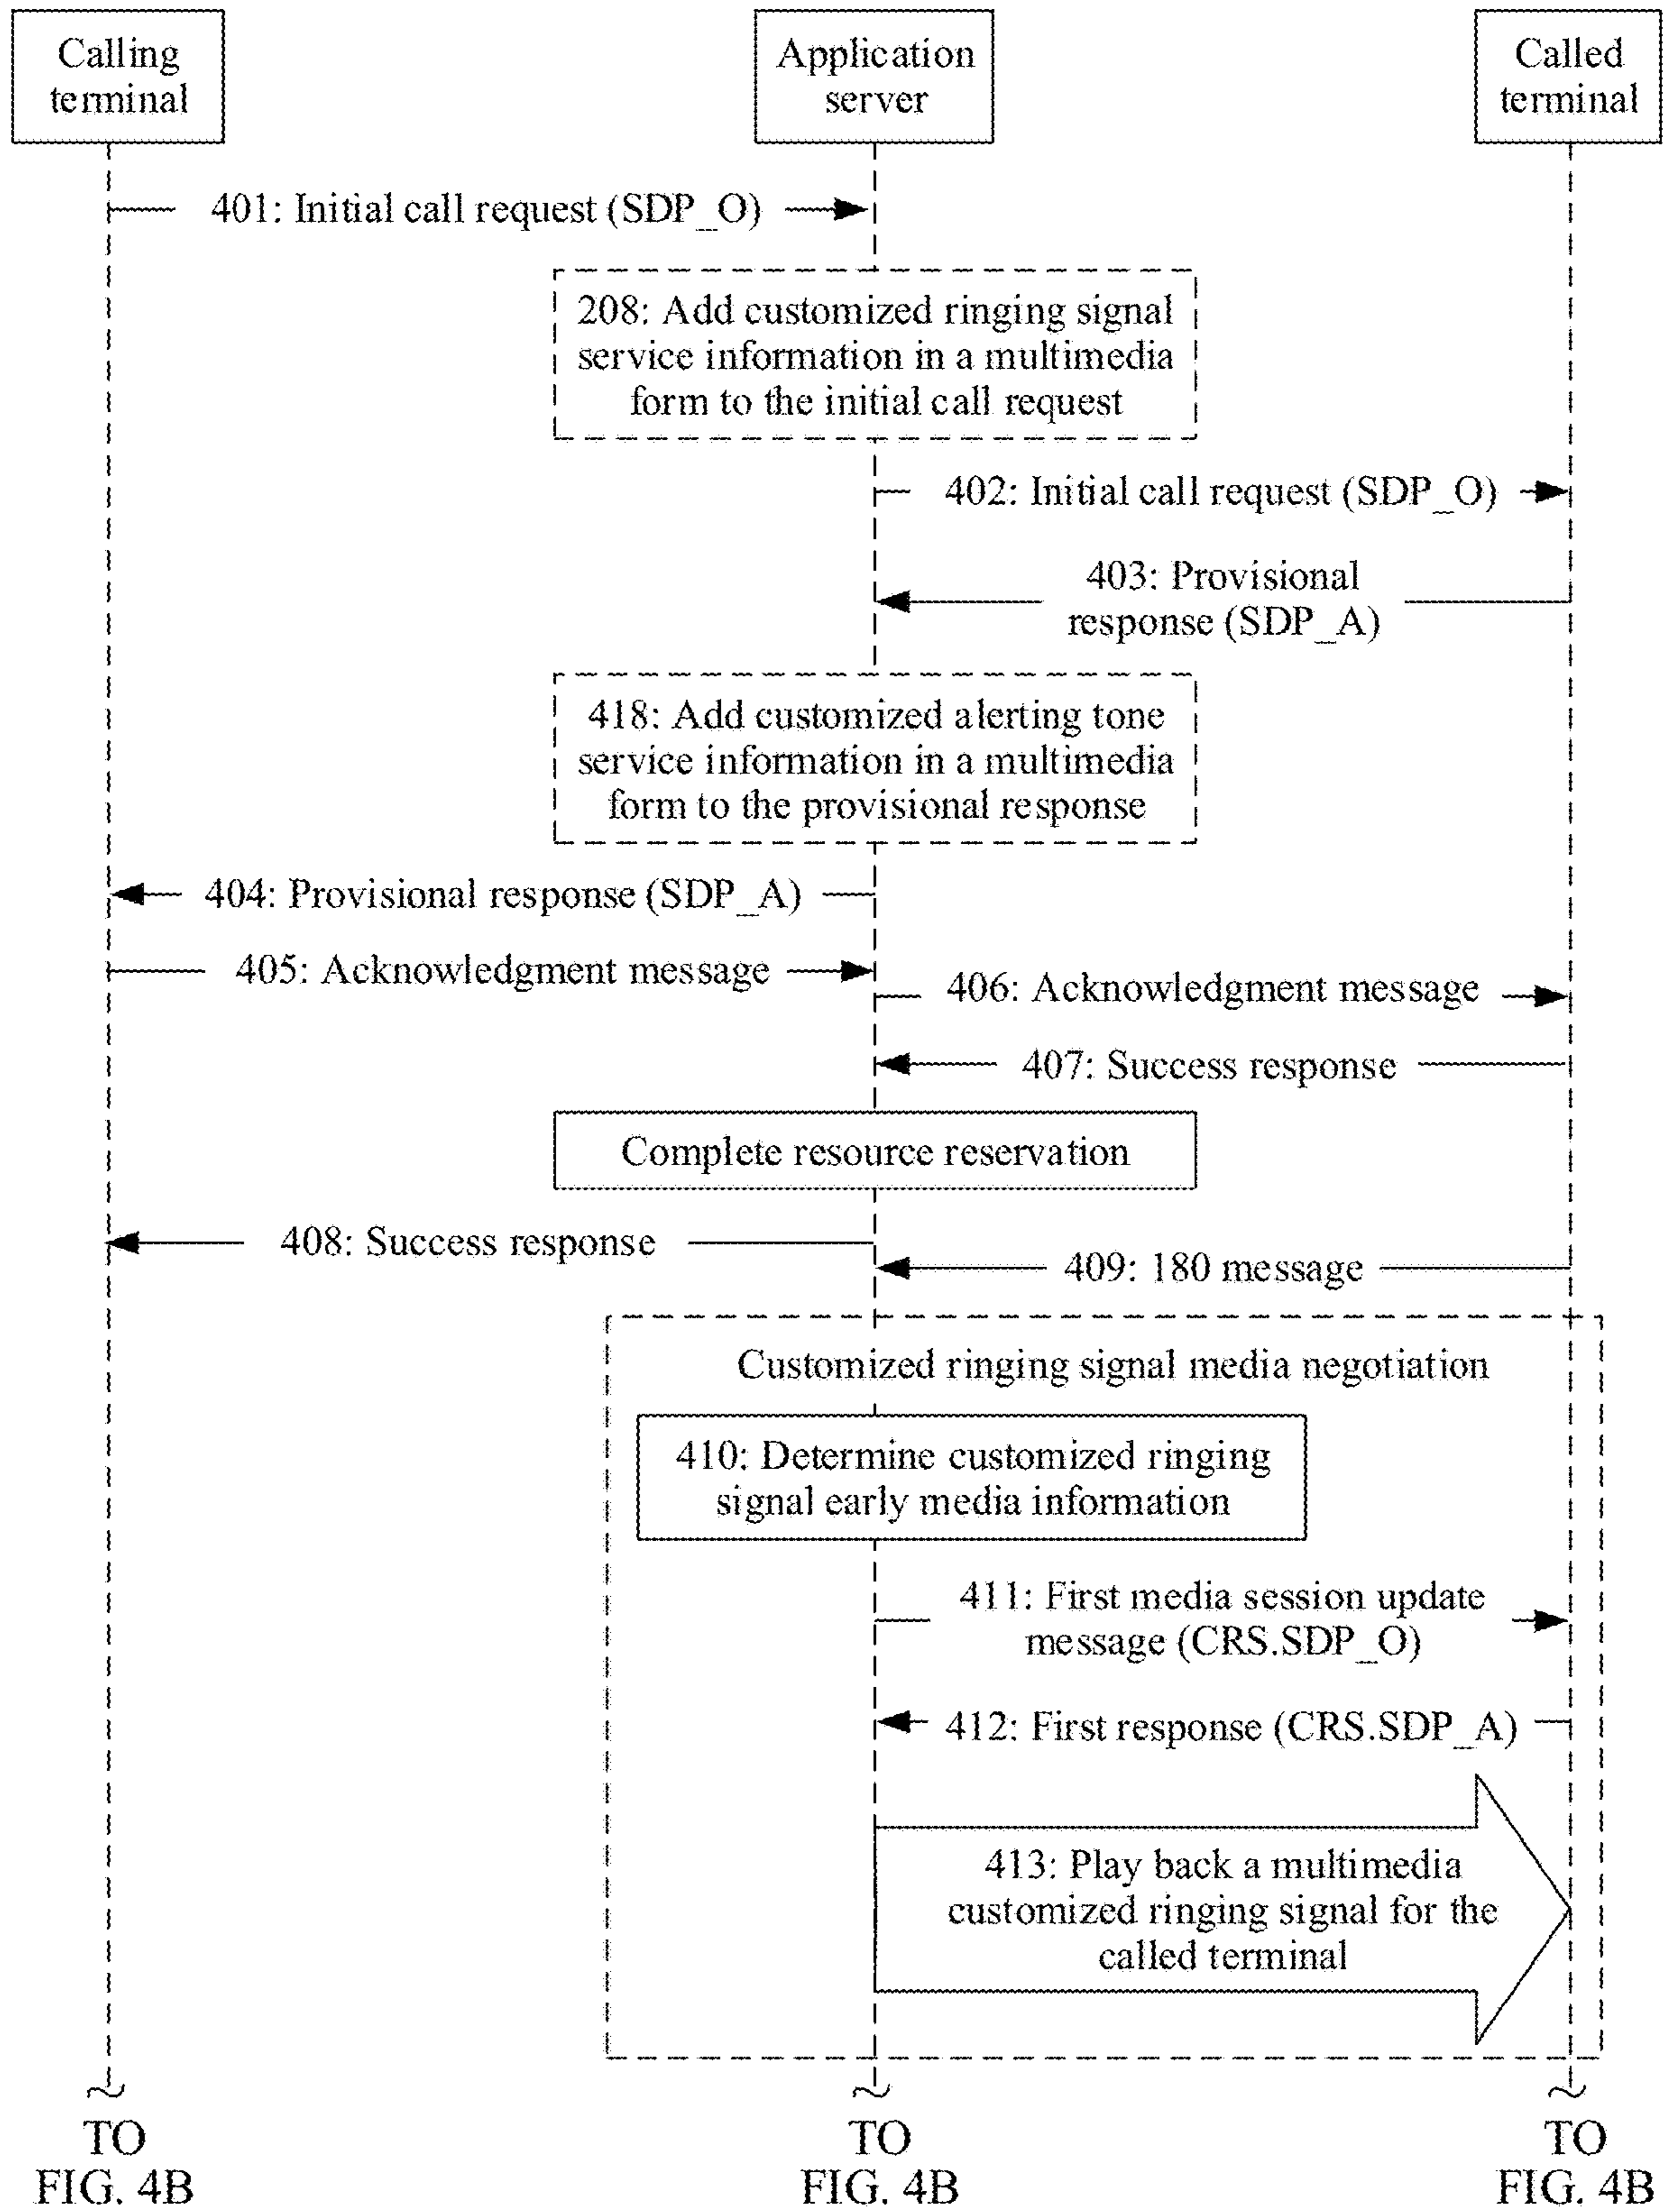 Calling
terminal
Application
server
Called
terminal
401: Initial call request (SDP_O)
208: Add customized ringing signal
service information in a multimedia
form to the initial call request
402: Initial call request (SDP_O)
403: Provisional
response (SDP_A)
418: Add customized alerting tone
service information in a multimedia
form to the provisional response
404: Provisional response (SDP_A)
405: Acknowledgment message
406: Acknowledgment message
407: Success response
Complete resource reservation
408: Success response
409: 180 message
Customized ringing signal media negotiation
410: Determine customized ringing
signal early media information
411: First media session update
message (CRS.SDP_O)
412: First response (CRS.SDP_A)
413: Play back a multimedia
customized ringing signal for the
called terminal
TO
FIG. 4B
TO
FIG. 4B
TO
FIG. 4B